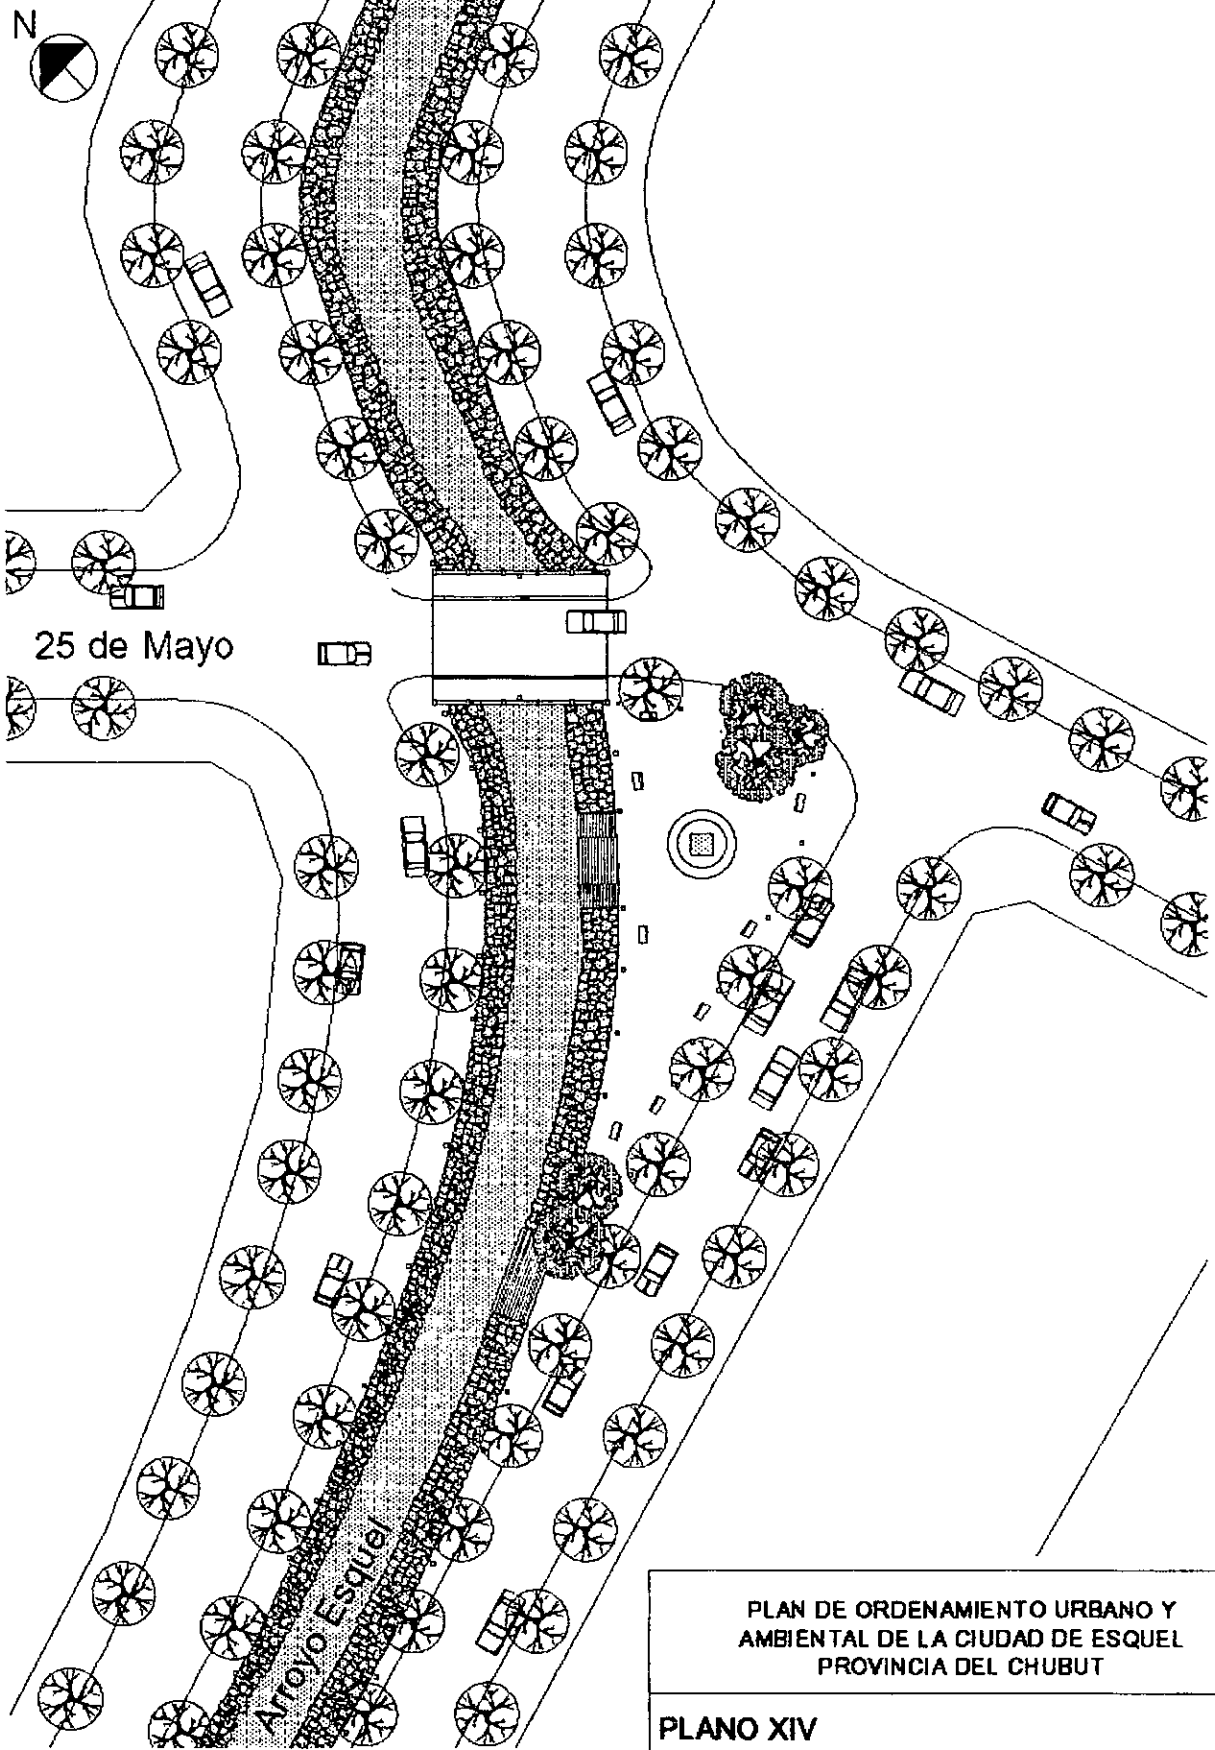 N
25 de Mayo
Arroyo Esquel
PLAN DE ORDENAMIENTO URBANO Y
AMBIENTAL DE LA CIUDAD DE ESQUEL
PROVINCIA DEL CHUBUT
PLANO XIV